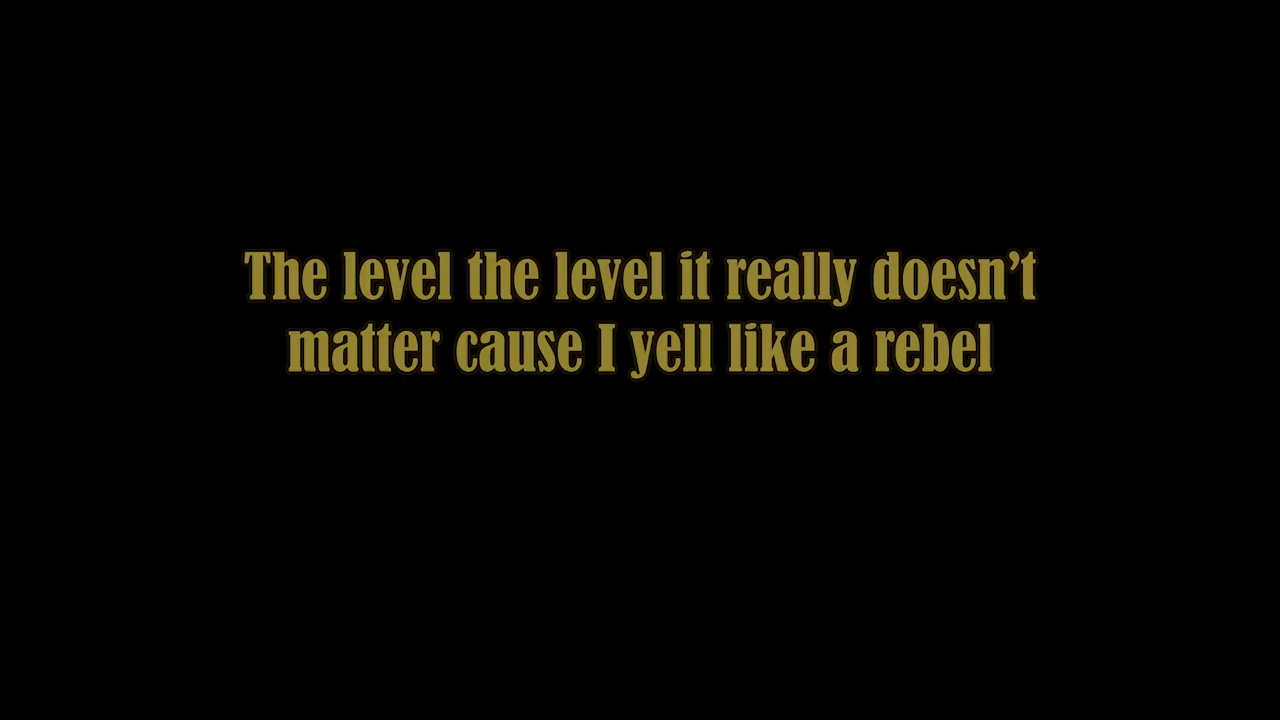 The level the level it really doesn’t
matter cause I yell like a rebel